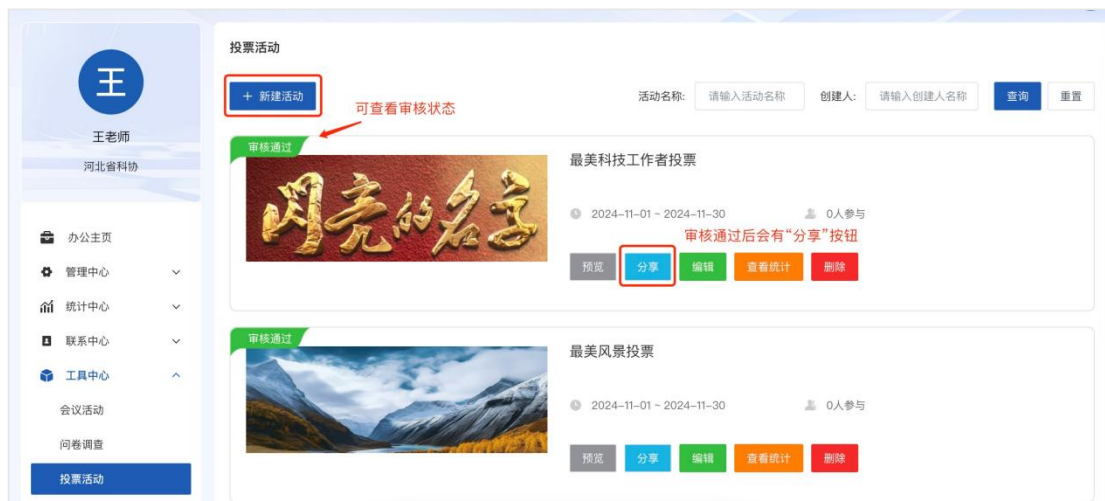 王
王老师
河北省科协
办公主页
管理中心
统计中心
联系中心
工具中心
会议活动
问卷调查
投票活动
投票活动
+ 新建活动
可查看审核状态
活动名称: 请输入活动名称 创建人: 请输入创建人名称 查询 重置
审核通过
闪亮的名字
最美科技工作者投票
2024-11-01 ~ 2024-11-30 0人参与
审核通过后会有“分享”按钮
预览 分享 编辑 查看统计 删除
审核通过
最美风景投票
2024-11-01 ~ 2024-11-30 0人参与
预览 分享 编辑 查看统计 删除